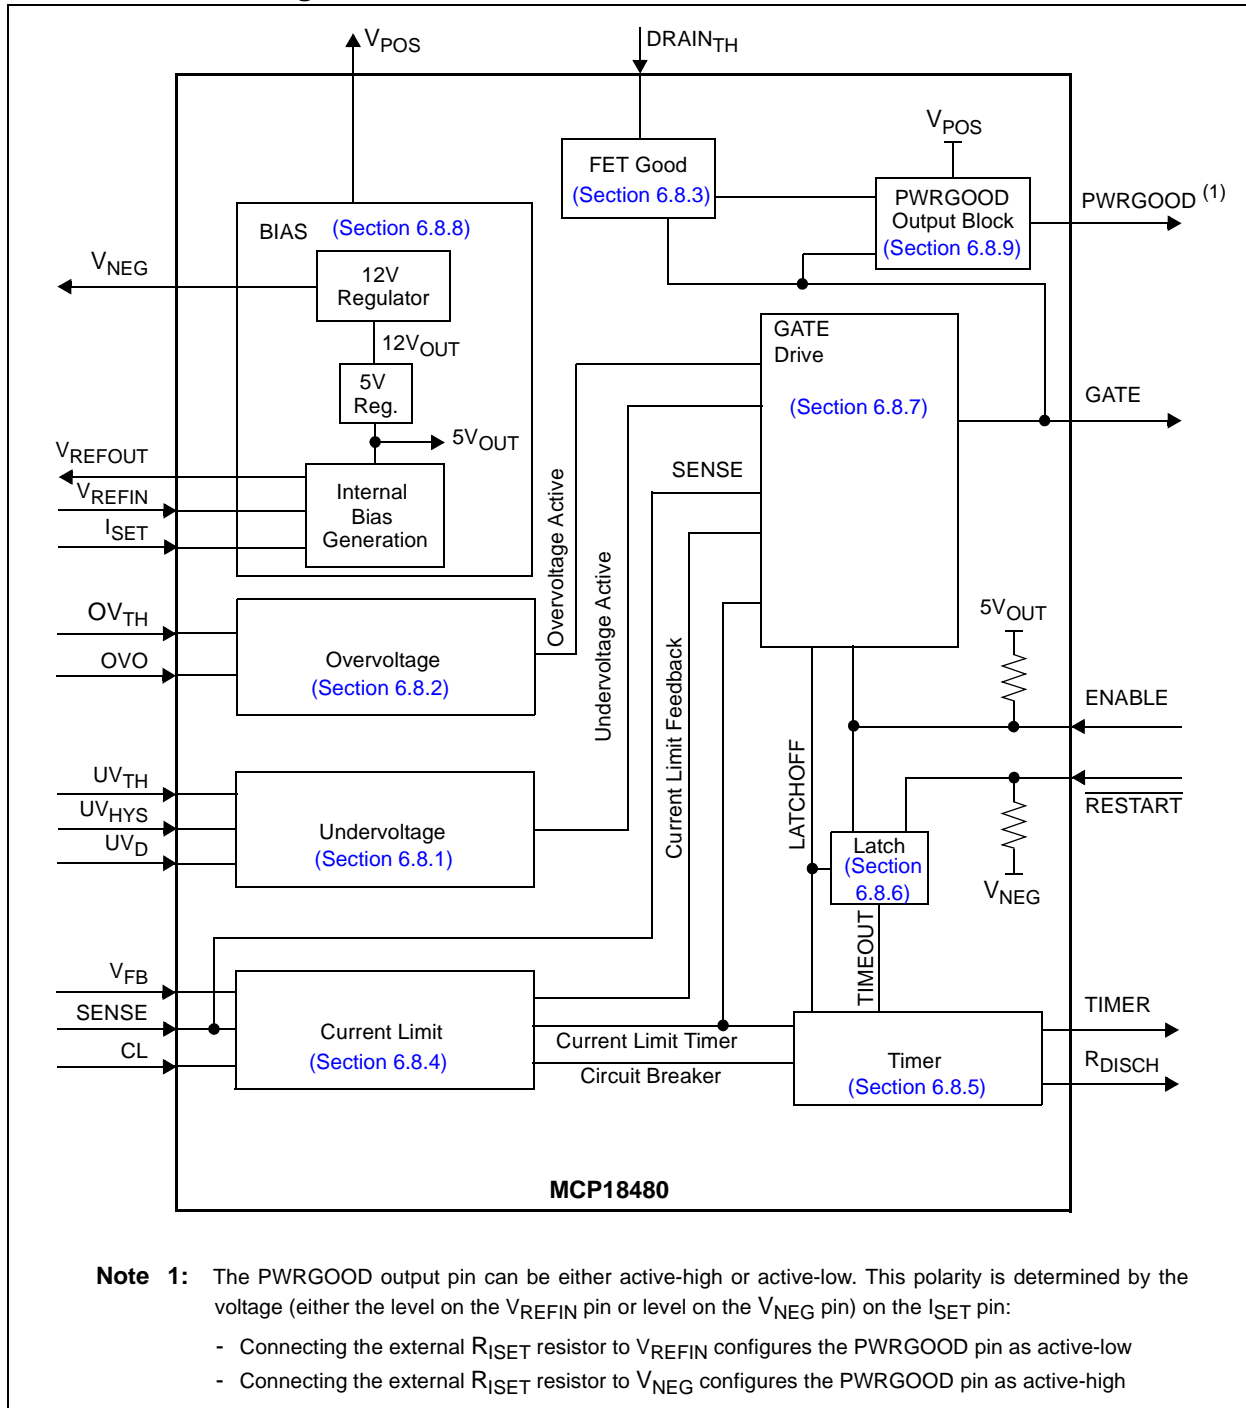 VPOS
DRAINTH
FET Good
(Section 6.8.3)
VPOS
PWRGOOD
Output Block
(Section 6.8.9)
PWRGOOD (1)
BIAS (Section 6.8.8)
VNEG
12V
Regulator
12VOUT
5V
Reg.
5VOUT
VREFOUT
VREFIN
ISET
Internal
Bias
Generation
GATE
Drive
(Section 6.8.7)
GATE
SENSE
Overvoltage Active
Undervoltage Active
Current Limit Feedback
OVTH
OVO
Overvoltage
(Section 6.8.2)
5VOUT
ENABLE
RESTART
VNEG
UVTH
UVHYS
UVD
Undervoltage
(Section 6.8.1)
LATCHOFF
Latch
(Section
6.8.6)
TIMEOUT
VFB
SENSE
CL
Current Limit
(Section 6.8.4)
Current Limit Timer
Circuit Breaker
Timer
(Section 6.8.5)
TIMER
RDISCH
MCP18480
Note 1: The PWRGOOD output pin can be either active-high or active-low. This polarity is determined by the
voltage (either the level on the VREFIN pin or level on the VNEG pin) on the ISET pin:
- Connecting the external RISET resistor to VREFIN configures the PWRGOOD pin as active-low
- Connecting the external RISET resistor to VNEG configures the PWRGOOD pin as active-high